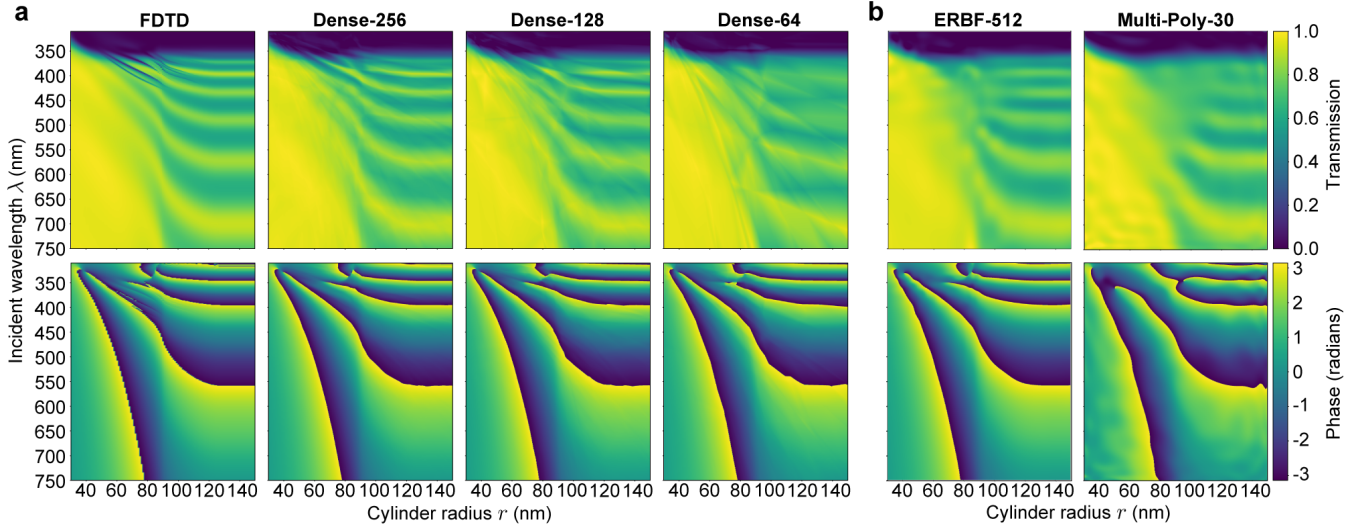 a
b
FDTD
Dense-256
Dense-128
Dense-64
ERBF-512
Multi-Poly-30
350
400
450
500
550
600
650
700
750
1.0
0.8
0.6
0.4
0.2
0.0
Transmission
Incident wavelength λ (nm)
350
400
450
500
550
600
650
700
750
3
2
1
0
-1
-2
-3
Phase (radians)
40 60 80 100 120 140
40 60 80 100 120 140
40 60 80 100 120 140
40 60 80 100 120 140
40 60 80 100 120 140
40 60 80 100 120 140
Cylinder radius r (nm)
Cylinder radius r (nm)